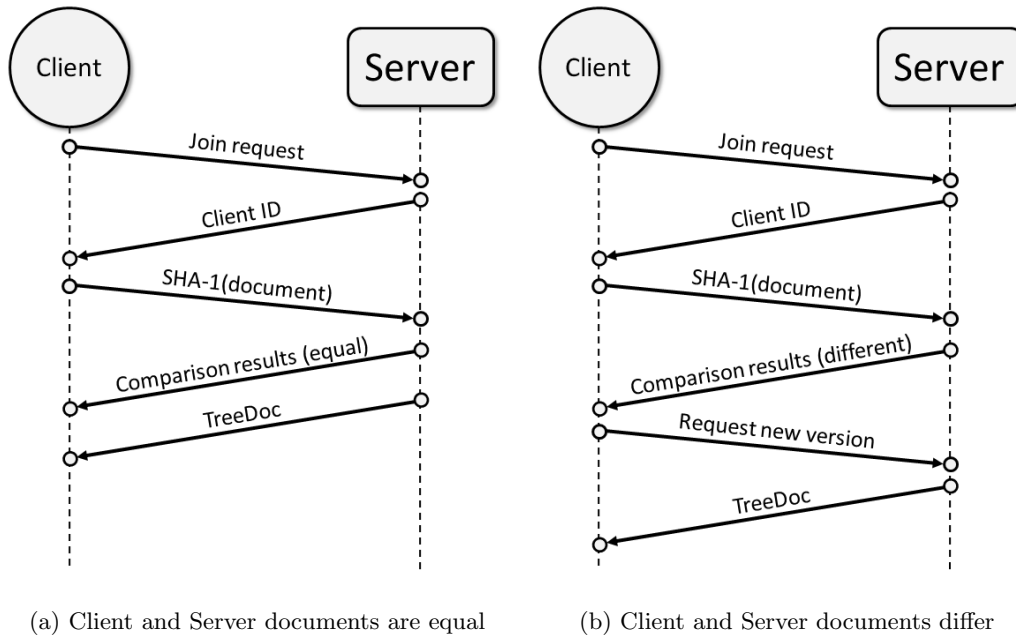 Client
Server
Join request
Client ID
SHA-1(document)
Comparison results (equal)
TreeDoc
(a) Client and Server documents are equal
Client
Server
Join request
Client ID
SHA-1(document)
Comparison results (different)
Request new version
TreeDoc
(b) Client and Server documents differ